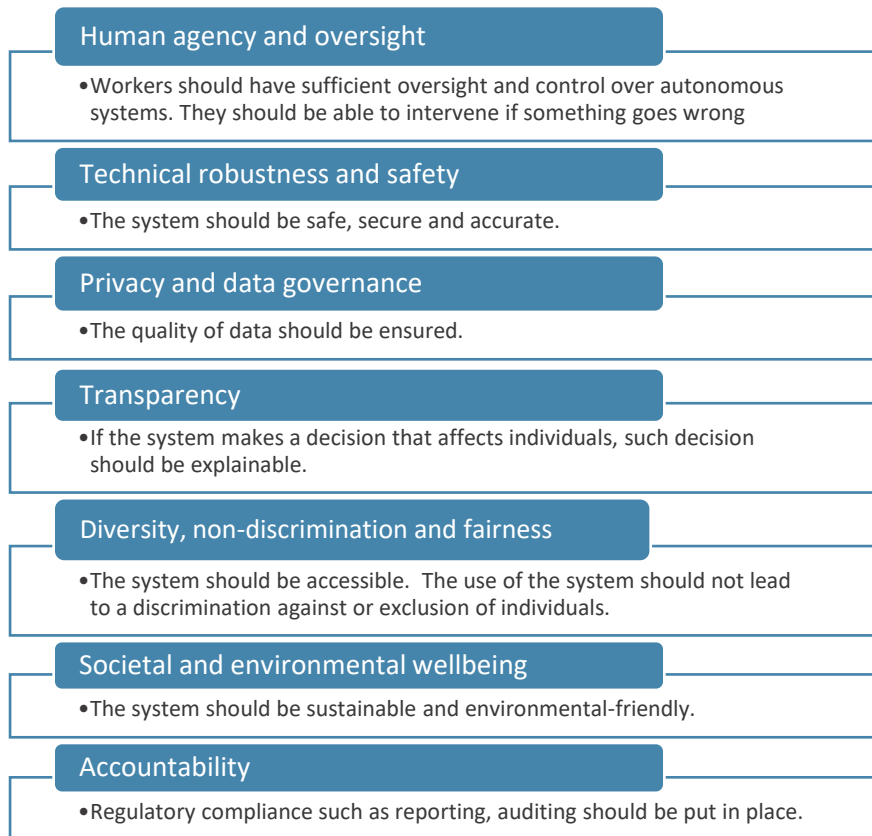 Human agency and oversight
•Workers should have sufficient oversight and control over autonomous
systems. They should be able to intervene if something goes wrong
Technical robustness and safety
•The system should be safe, secure and accurate.
Privacy and data governance
•The quality of data should be ensured.
Transparency
•If the system makes a decision that affects individuals, such decision
should be explainable.
Diversity, non-discrimination and fairness
•The system should be accessible.  The use of the system should not lead
to a discrimination against or exclusion of individuals.
Societal and environmental wellbeing
•The system should be sustainable and environmental-friendly.
Accountability
•Regulatory compliance such as reporting, auditing should be put in place.